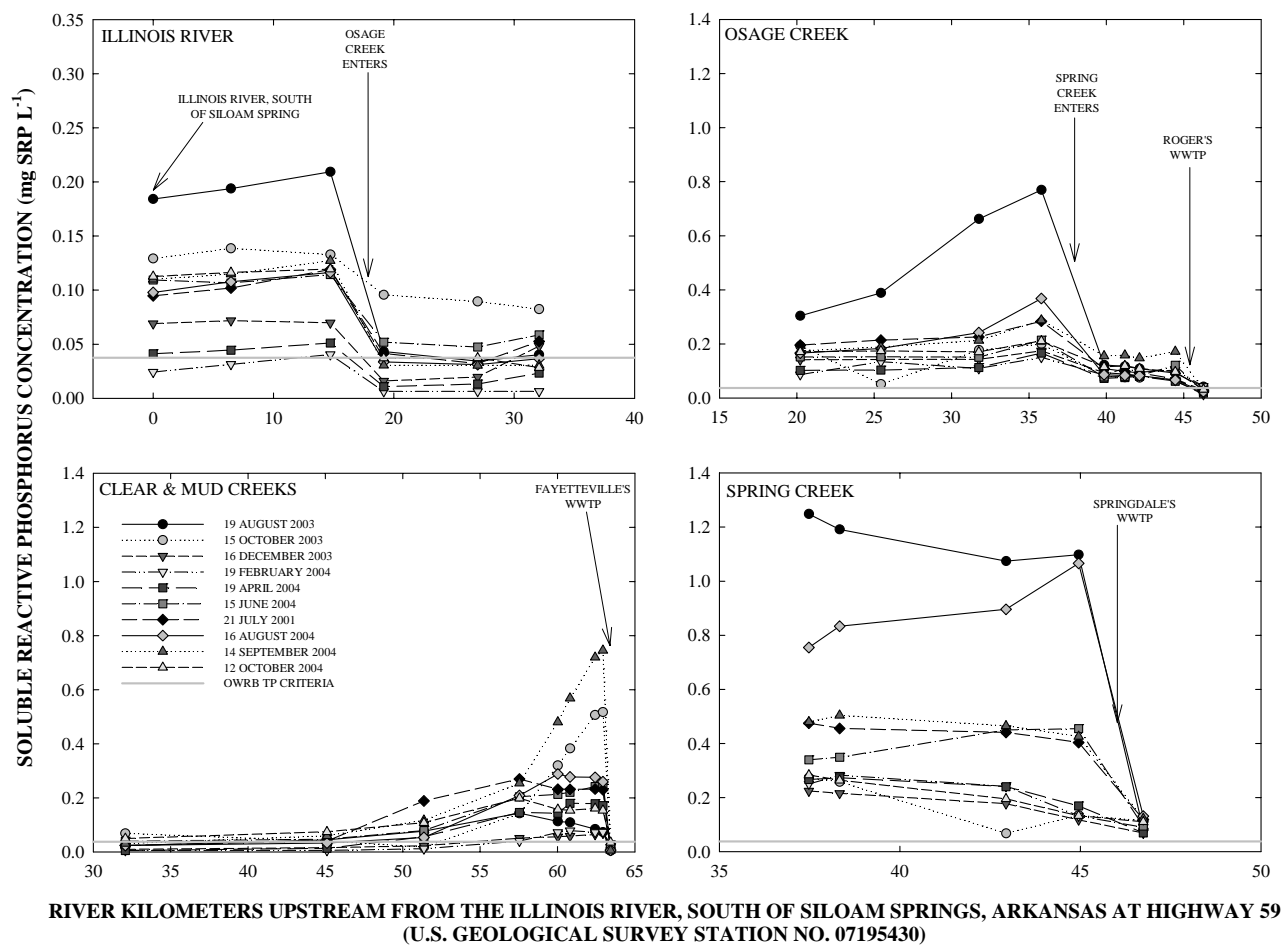 SOLUBLE REACTIVE PHOSPHORUS CONCENTRATION (mg SRP L-1)
ILLINOIS RIVER
OSAGE
CREEK
ENTERS
ILLINOIS RIVER, SOUTH
OF SILOAM SPRING
0.35
0.30
0.25
0.20
0.15
0.10
0.05
0.00
0
10
20
30
40
OSAGE CREEK
SPRING
CREEK
ENTERS
ROGER'S
WWTP
1.4
1.2
1.0
0.8
0.6
0.4
0.2
0.0
15
20
25
30
35
40
45
50
CLEAR & MUD CREEKS
FAYETTEVILLE'S
WWTP
19 AUGUST 2003
15 OCTOBER 2003
16 DECEMBER 2003
19 FEBRUARY 2004
19 APRIL 2004
15 JUNE 2004
21 JULY 2001
16 AUGUST 2004
14 SEPTEMBER 2004
12 OCTOBER 2004
OWRB TP CRITERIA
1.4
1.2
1.0
0.8
0.6
0.4
0.2
0.0
30
35
40
45
50
55
60
65
SPRING CREEK
SPRINGDALE'S
WWTP
1.4
1.2
1.0
0.8
0.6
0.4
0.2
0.0
40
45
50
RIVER KILOMETERS UPSTREAM FROM THE ILLINOIS RIVER, SOUTH OF SILOAM SPRINGS, ARKANSAS AT HIGHWAY 59
(U.S. GEOLOGICAL SURVEY STATION NO. 07195430)